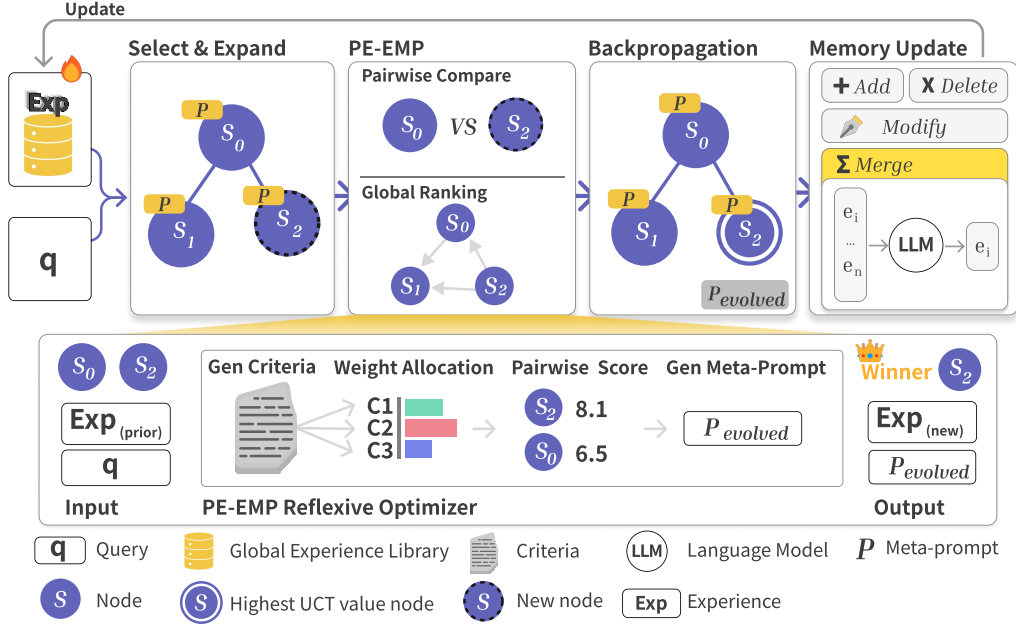 Update
Select & Expand
PE-EMP
Backpropagation
Memory Update
Exp
q
P
S0
P
S1
P
S2
Pairwise Compare
S0 VS S2
Global Ranking
S0
S1
S2
P
S0
P
S1
P
S2
Pevolved
+ Add
X Delete
Modify
Σ Merge
ei
...
en
LLM
ei
S0 S2
Exp (prior)
q
Input
Gen Criteria
Weight Allocation
Pairwise Score
Gen Meta-Prompt
C1
C2
C3
S2 8.1
S0 6.5
Pevolved
PE-EMP Reflexive Optimizer
Winner S2
Exp (new)
Pevolved
Output
q Query
Global Experience Library
Criteria
LLM Language Model
P Meta-prompt
S Node
S Highest UCT value node
S New node
Exp Experience